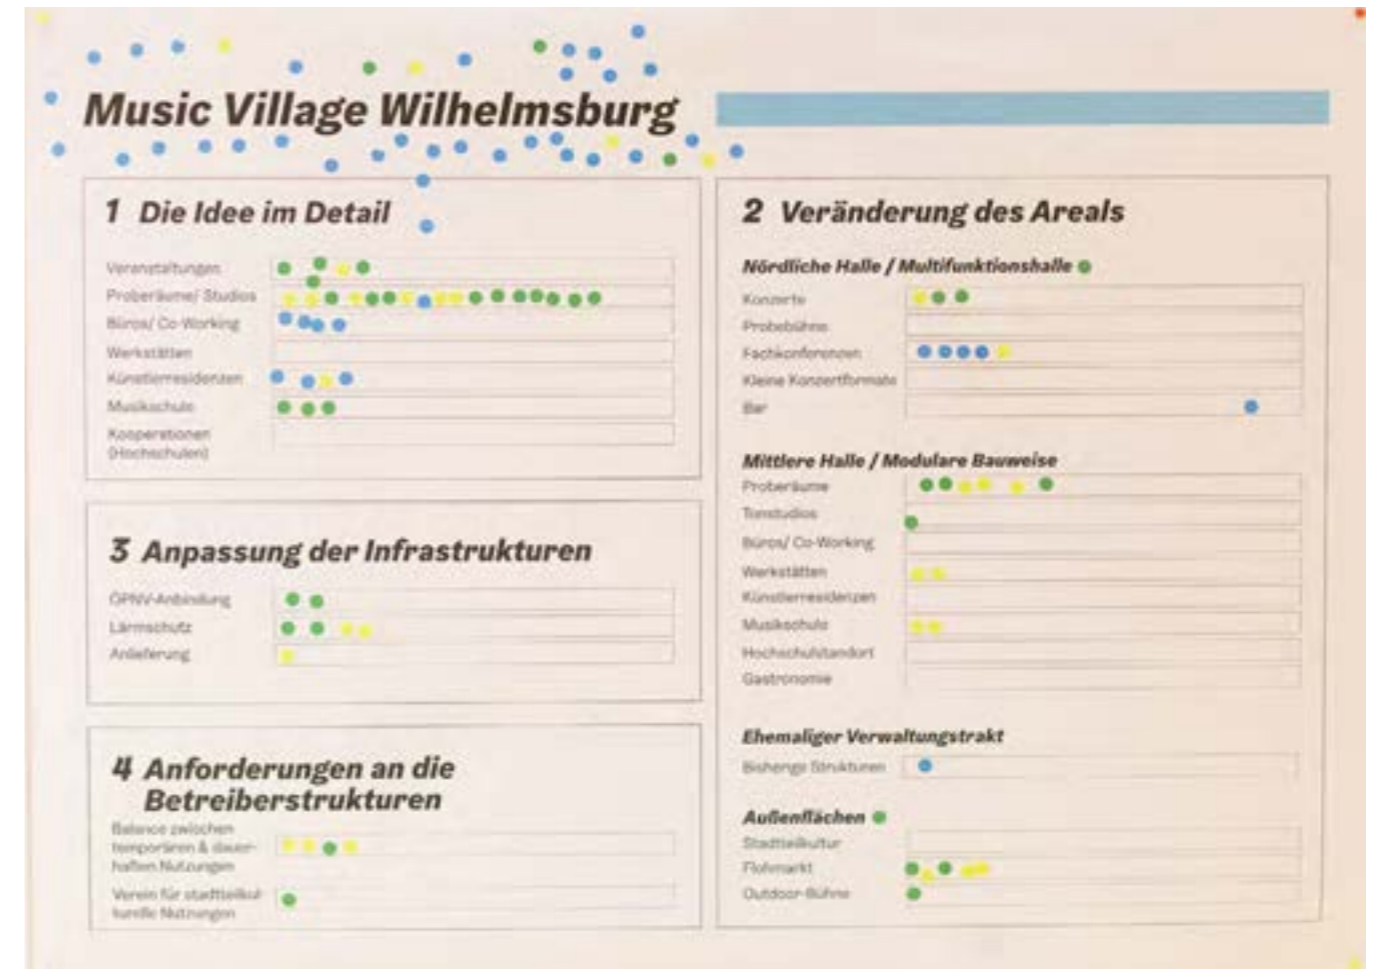 Music Village Wilhelmsburg
1 Die Idee im Detail
Veranstaltungen
Proberäume/ Studios
Büros/ Co-Working
Werkstätten
Künstlerresidenzen
Musikschule
Kooperationen
(Hochschulen)
3 Anpassung der Infrastrukturen
ÖPNV-Anbindung
Lärmschutz
Anlieferung
4 Anforderungen an die
Betreiberstrukturen
Balance zwischen
temporären & dauer-
haften Nutzungen
Verein für stadtteilkul-
turelle Nutzungen
2 Veränderung des Areals
Nördliche Halle / Multifunktionshalle
Konzerte
Probebühne
Fachkonferenzen
Kleine Konzertformate
Bar
Mittlere Halle / Modulare Bauweise
Proberäume
Tonstudios
Büros/ Co-Working
Werkstätten
Künstlerresidenzen
Musikschule
Hochschulstandort
Gastronomie
Ehemaliger Verwaltungstrakt
Bisherige Strukturen
Außenflächen
Stadtteilkultur
Flohmarkt
Outdoor-Bühne